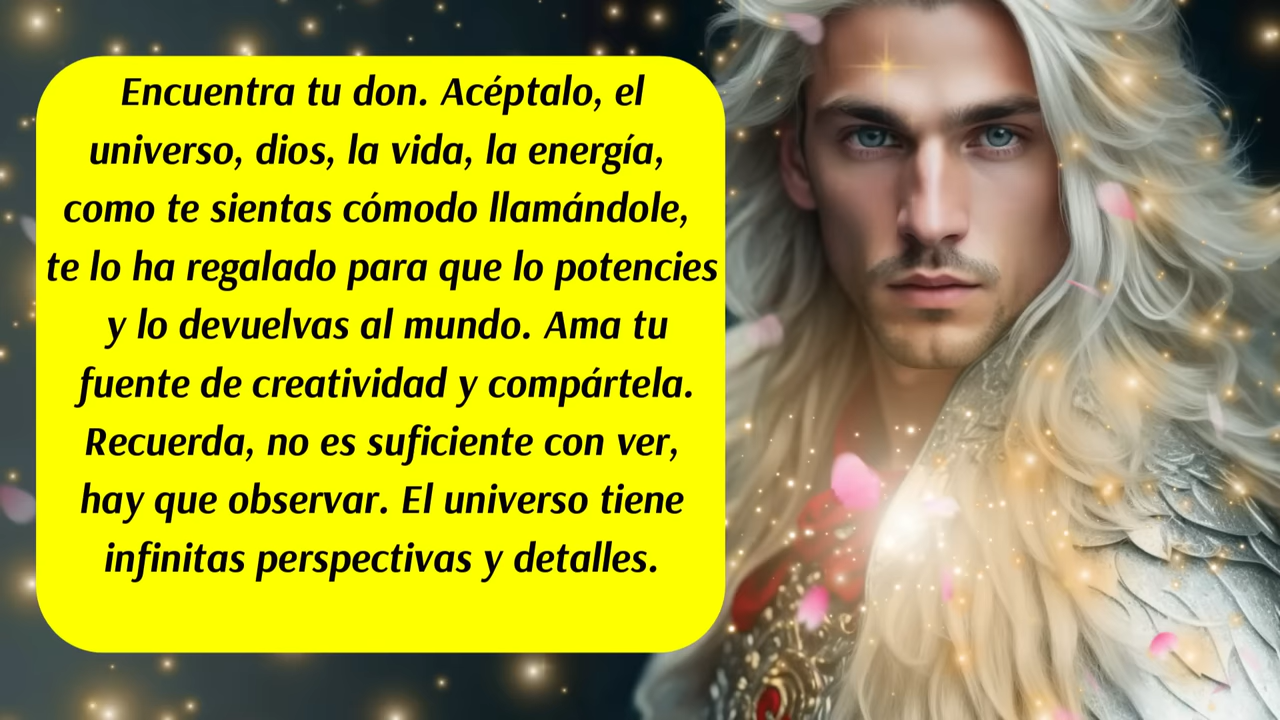 Encuentra tu don. Acéptalo, el
universo, dios, la vida, la energía,
como te sientas cómodo llamándole,
te lo ha regalado para que lo potencies
y lo devuelvas al mundo. Ama tu
fuente de creatividad y compártela.
Recuerda, no es suficiente con ver,
hay que observar. El universo tiene
infinitas perspectivas y detalles.